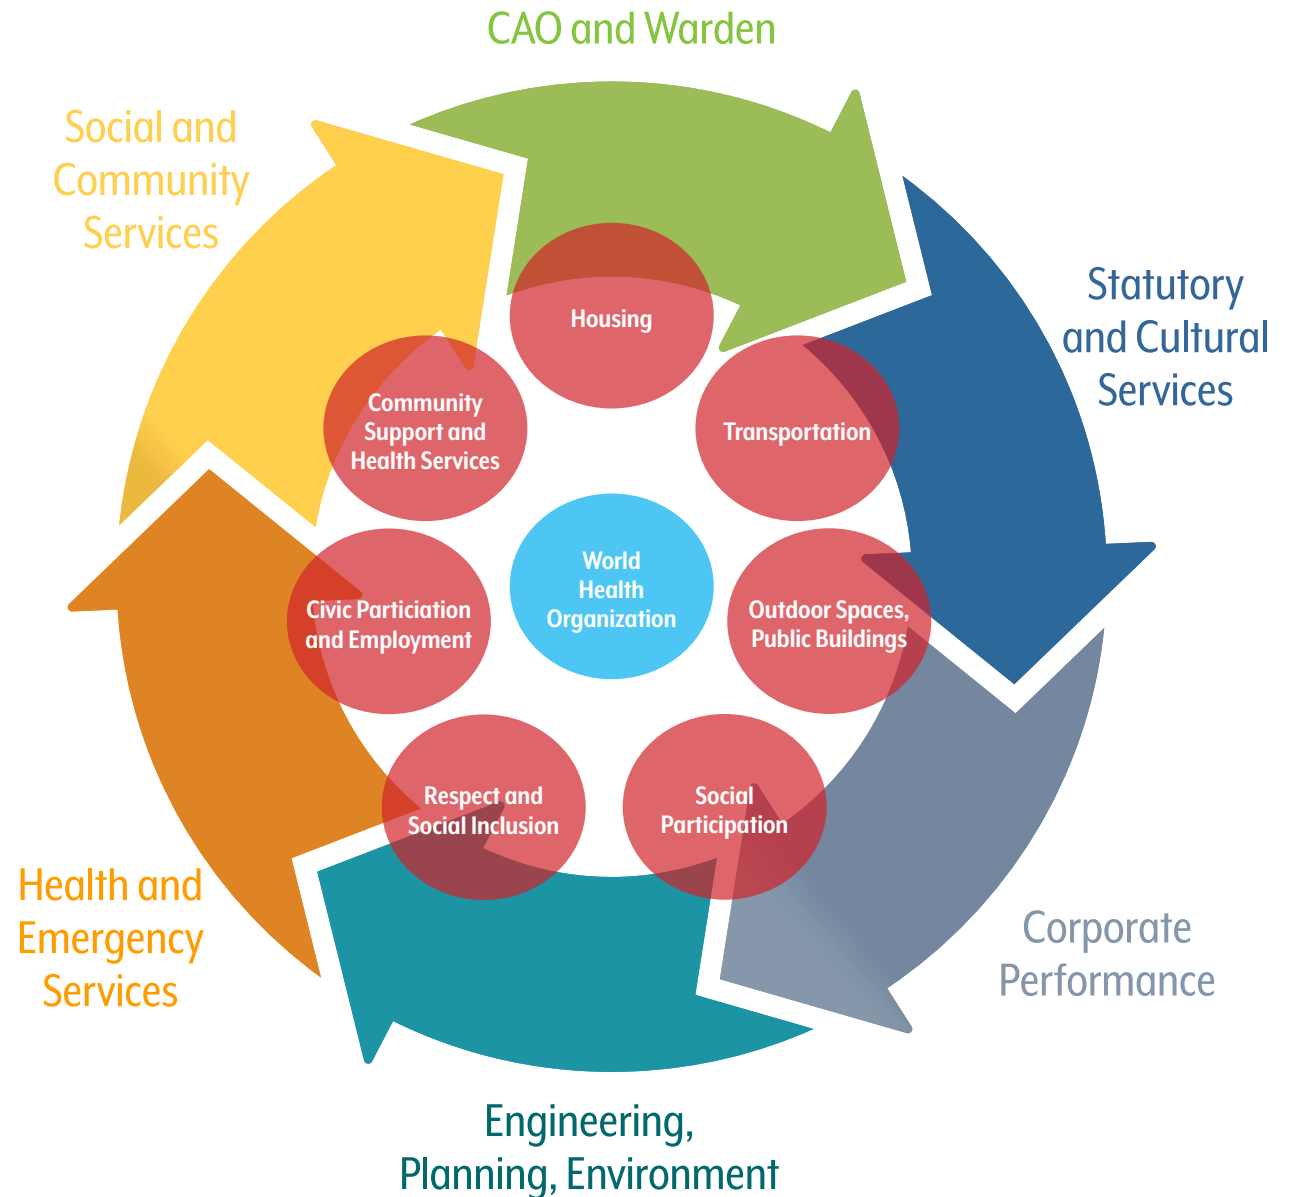 CAO and Warden
Social and
Community
Services
Statutory
and Cultural
Services
Housing
Community
Support and
Health Services
Transportation
World
Health
Organization
Civic Particiation
and Employment
Outdoor Spaces,
Public Buildings
Respect and
Social Inclusion
Social
Participation
Health and
Emergency
Services
Corporate
Performance
Engineering,
Planning, Environment